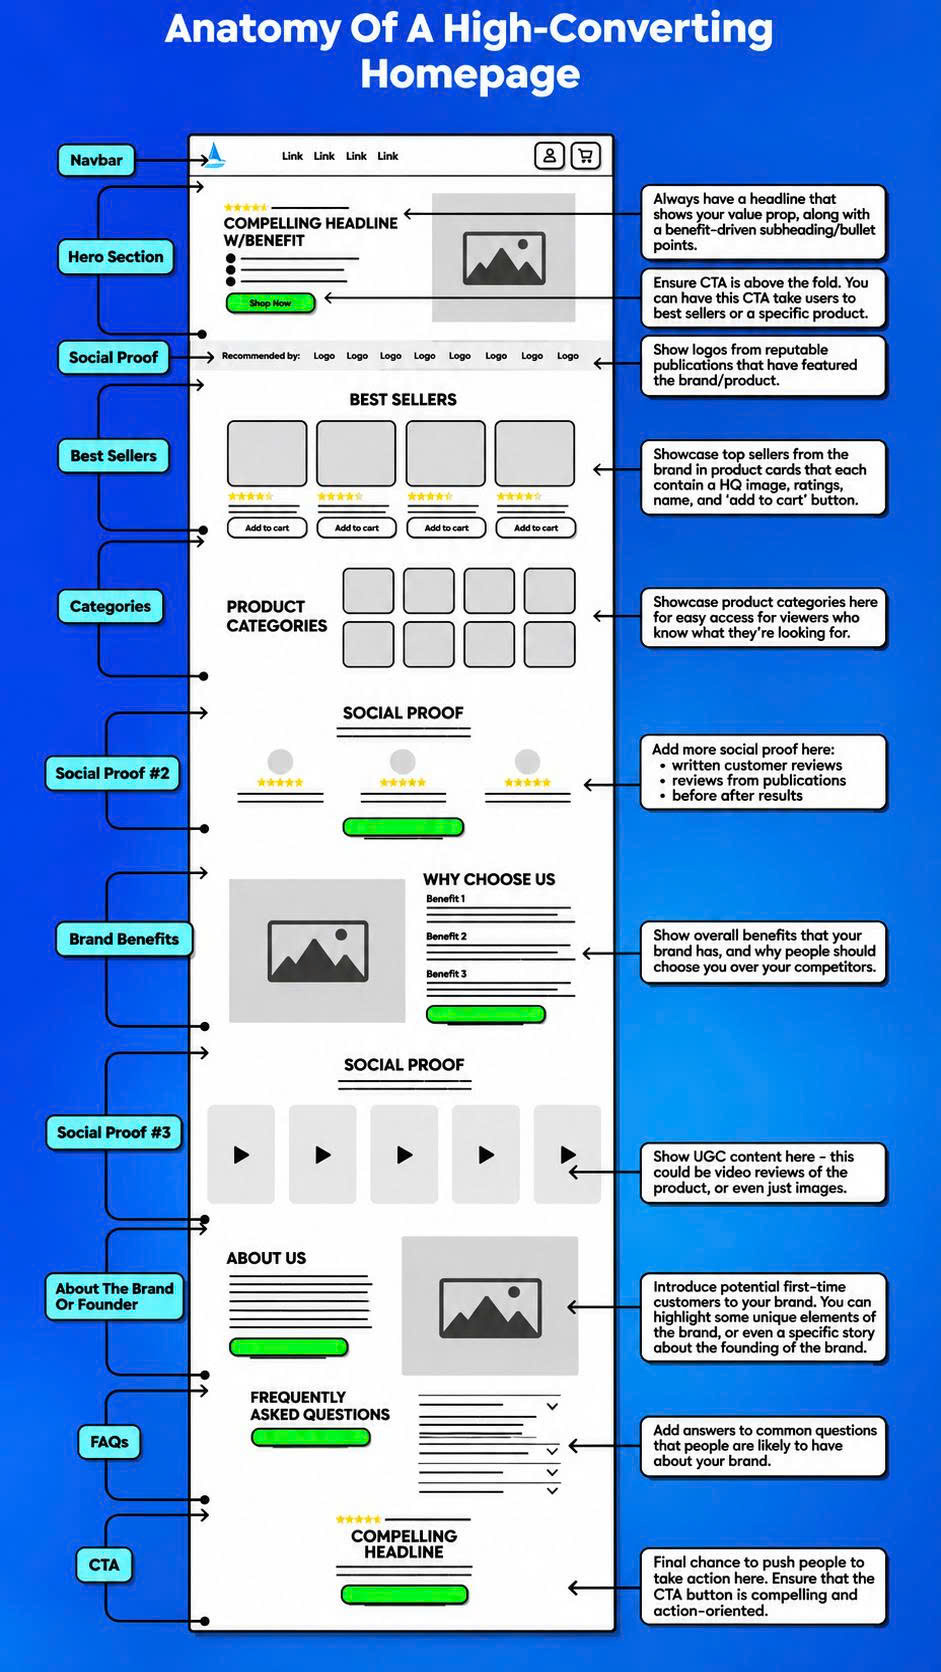 Anatomy Of A High-Converting
Homepage
Navbar
Link Link Link Link
Hero Section
COMPELLING HEADLINE
W/BENEFIT
Shop Now
Always have a headline that
shows your value prop, along with
a benefit-driven subheading/bullet
points.
Ensure CTA is above the fold. You
can have this CTA take users to
best sellers or a specific product.
Social Proof
Recommended by: Logo Logo Logo Logo Logo Logo Logo Logo
Show logos from reputable
publications that have featured
the brand/product.
Best Sellers
BEST SELLERS
Add to cart Add to cart Add to cart Add to cart
Showcase top sellers from the
brand in product cards that each
contain a HQ image, ratings,
name, and ‘add to cart’ button.
Categories
PRODUCT
CATEGORIES
Showcase product categories here
for easy access for viewers who
know what they’re looking for.
Social Proof #2
SOCIAL PROOF
Add more social proof here:
• written customer reviews
• reviews from publications
• before after results
Brand Benefits
WHY CHOOSE US
Benefit 1
Benefit 2
Benefit 3
Show overall benefits that your
brand has, and why people should
choose you over your competitors.
Social Proof #3
SOCIAL PROOF
Show UGC content here - this
could be video reviews of the
product, or even just images.
About The Brand
Or Founder
ABOUT US
Introduce potential first-time
customers to your brand. You can
highlight some unique elements of
the brand, or even a specific story
about the founding of the brand.
FAQs
FREQUENTLY
ASKED QUESTIONS
Add answers to common questions
that people are likely to have
about your brand.
CTA
COMPELLING
HEADLINE
Final chance to push people to
take action here. Ensure that the
CTA button is compelling and
action-oriented.